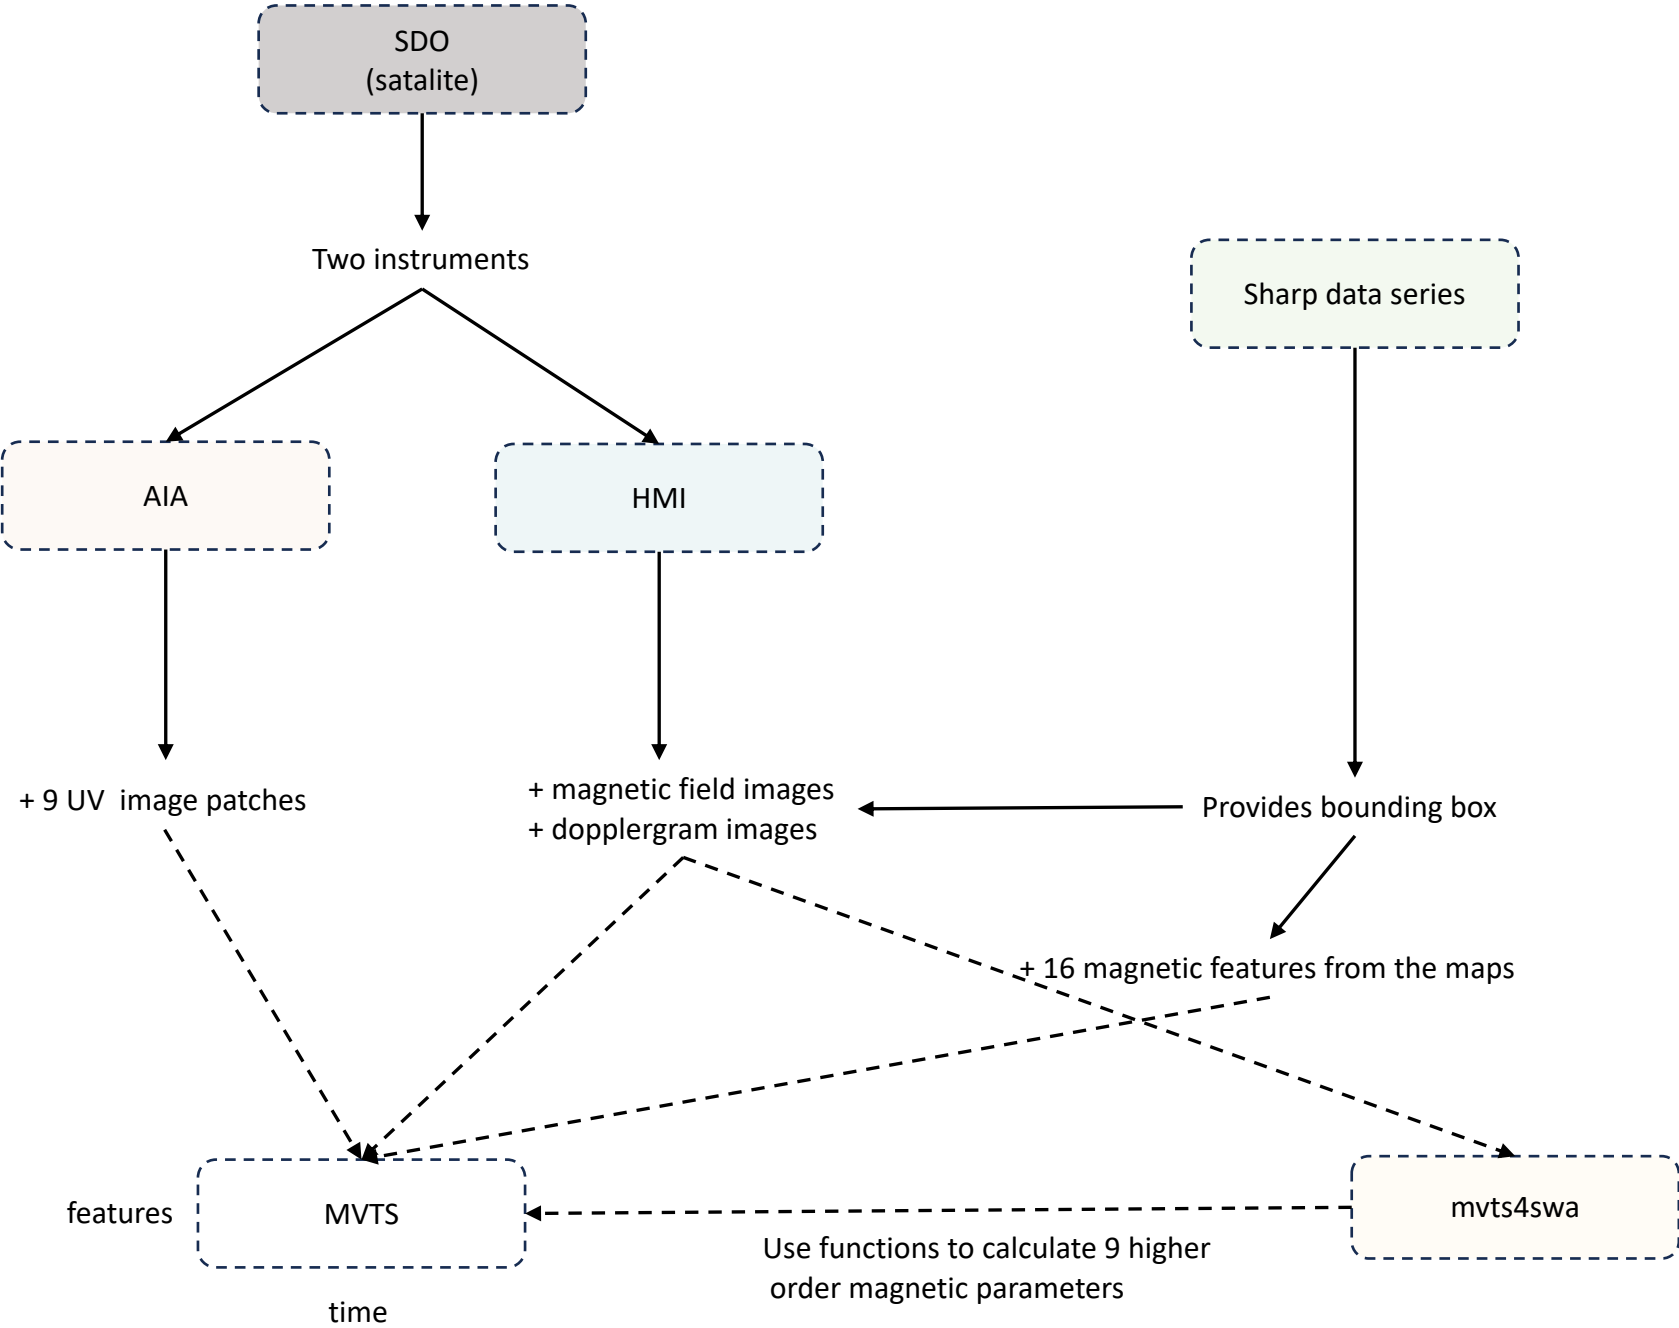 SDO
(satalite)
Two instruments
Sharp data series
AIA
HMI
+ 9 UV  image patches
+ magnetic field images
+ dopplergram images
Provides bounding box
+ 16 magnetic features from the maps
features
MVTS
mvts4swa
Use functions to calculate 9 higher
order magnetic parameters
time